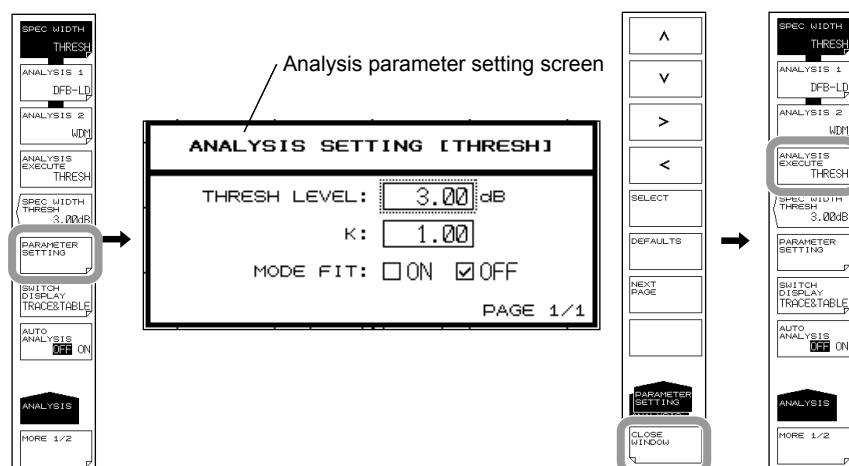 SPEC WIDTH
THRESH
ANALYSIS 1
DFB-LD
ANALYSIS 2
WDM
ANALYSIS
EXECUTE
THRESH
SPEC WIDTH
THRESH
3.00dB
PARAMETER
SETTING
SWITCH
DISPLAY
TRACE&TABLE
AUTO
ANALYSIS
OFF ON
ANALYSIS
MORE 1/2
Analysis parameter setting screen
ANALYSIS SETTING [THRESH]
THRESH LEVEL: 3.00 dB
K: 1.00
MODE FIT: ON OFF
PAGE 1/1
SELECT
DEFAULTS
NEXT
PAGE
PARAMETER
SETTING
CLOSE
WINDOW
SPEC WIDTH
THRESH
ANALYSIS 1
DFB-LD
ANALYSIS 2
WDM
ANALYSIS
EXECUTE
THRESH
SPEC WIDTH
THRESH
3.00dB
PARAMETER
SETTING
SWITCH
DISPLAY
TRACE&TABLE
AUTO
ANALYSIS
OFF ON
ANALYSIS
MORE 1/2